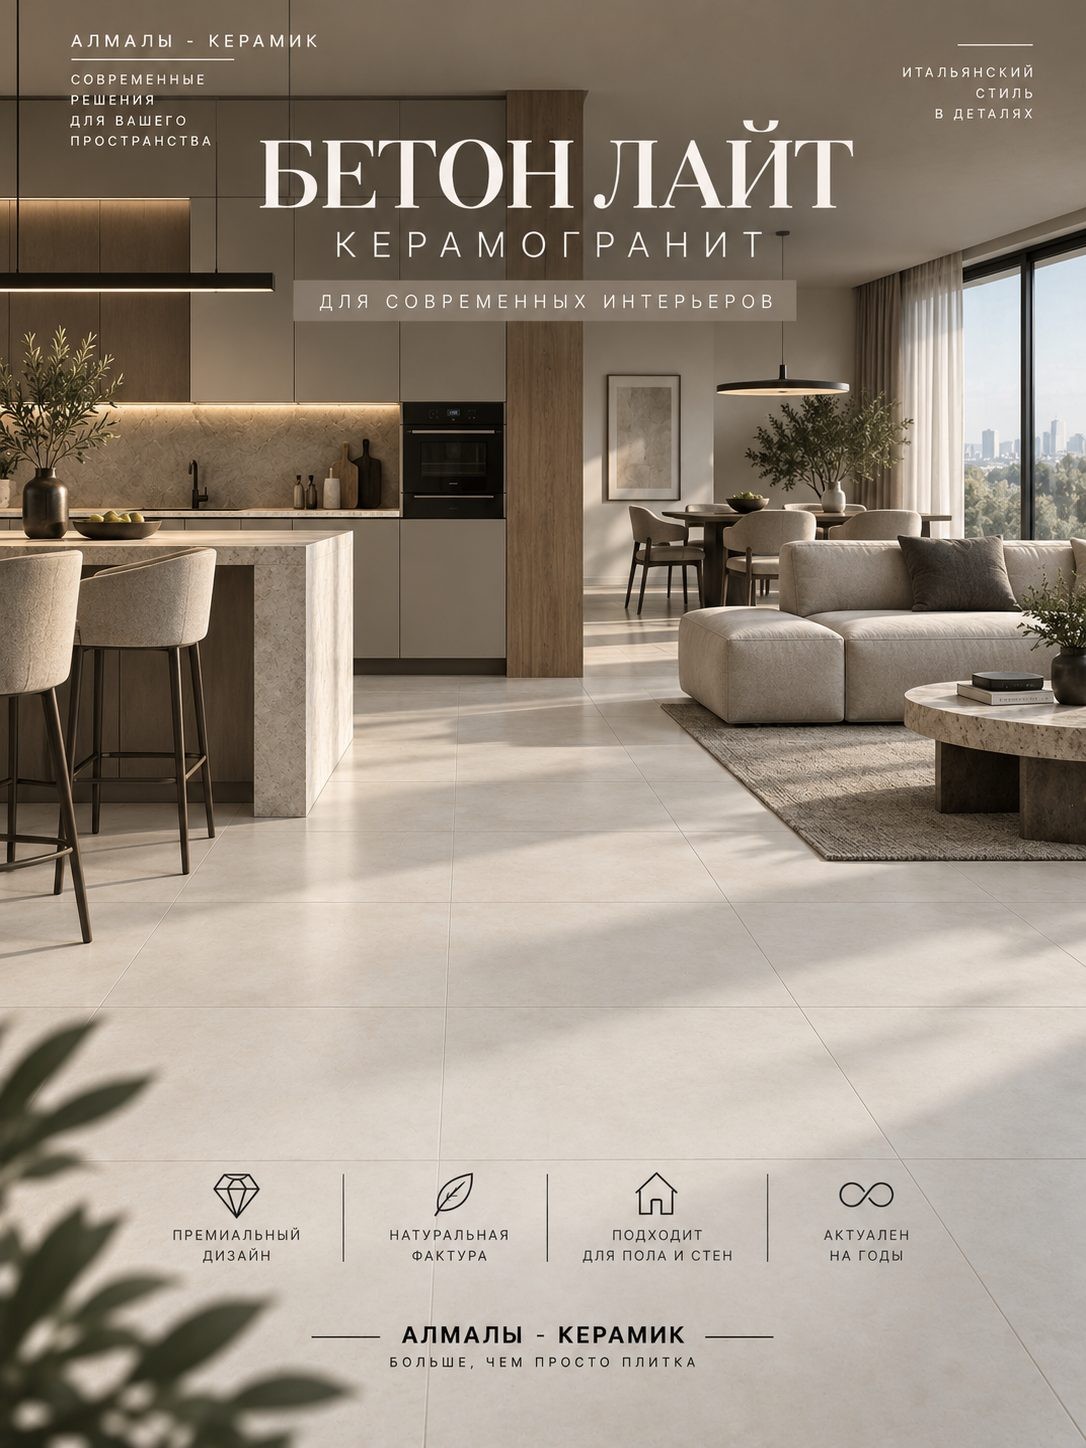 АЛМАЛЫ - КЕРАМИК
СОВРЕМЕННЫЕ
РЕШЕНИЯ
ДЛЯ ВАШЕГО
ПРОСТРАНСТВА
ИТАЛЬЯНСКИЙ
СТИЛЬ
В ДЕТАЛЯХ
БЕТОН ЛАЙТ
КЕРАМОГРАНИТ
ДЛЯ СОВРЕМЕННЫХ ИНТЕРЬЕРОВ
ПРЕМИАЛЬНЫЙ
ДИЗАЙН
НАТУРАЛЬНАЯ
ФАКТУРА
ПОДХОДИТ
ДЛЯ ПОЛА И СТЕН
АКТУАЛЕН
НА ГОДЫ
АЛМАЛЫ - КЕРАМИК
БОЛЬШЕ, ЧЕМ ПРОСТО ПЛИТКА